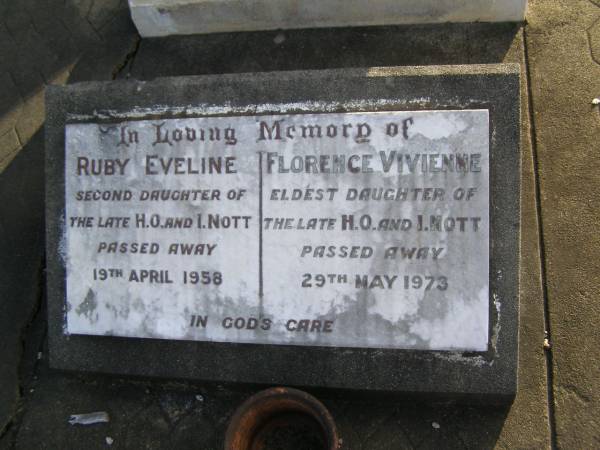 In Loving Memory of
RUBY EVELINE
SECOND DAUGHTER OF
THE LATE H.O. AND I. NOTT
PASSED AWAY
19TH APRIL 1958
FLORENCE VIVIENNE
ELDEST DAUGHTER OF
THE LATE H.O. AND I. NOTT
PASSED AWAY
29TH MAY 1973
IN GOD'S CARE